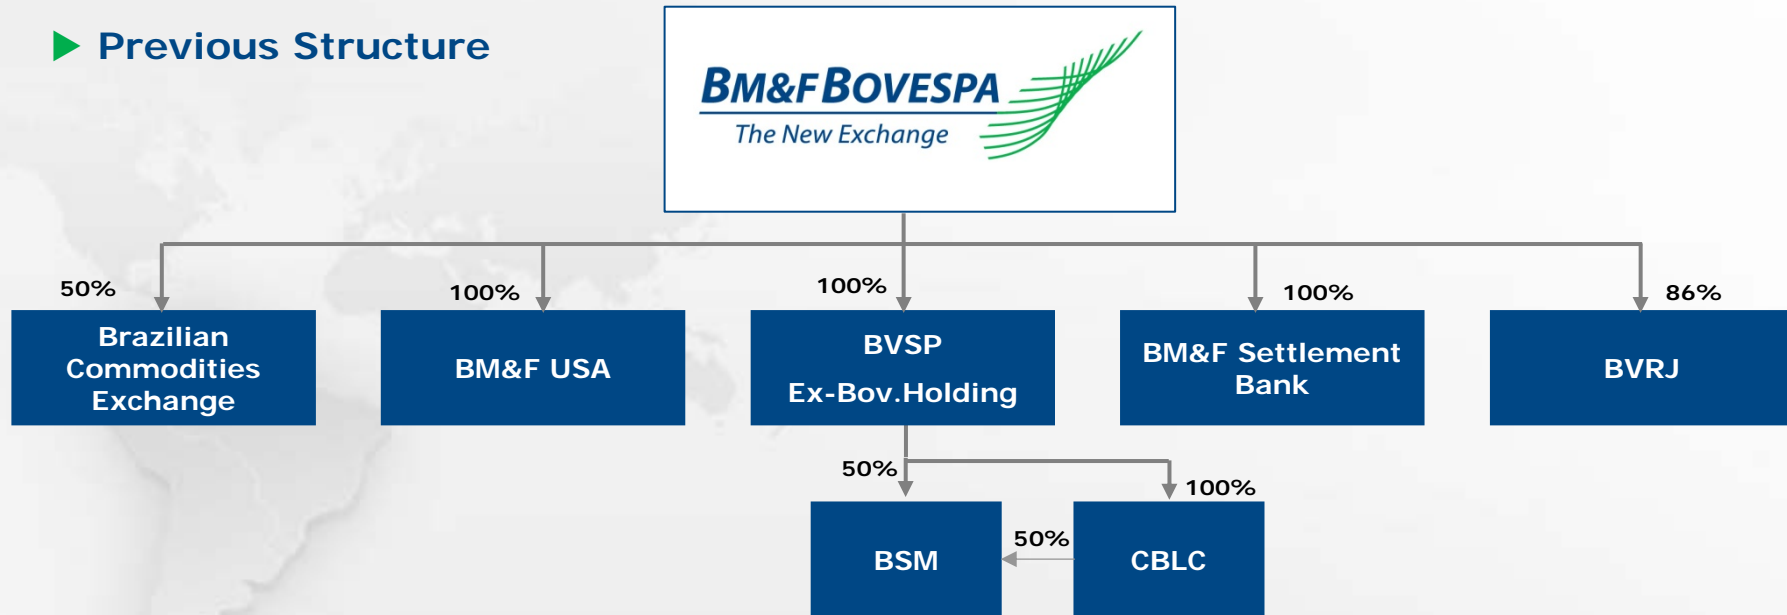 Previous Structure
BM&FBOVESPA
The New Exchange
50%
100%
100%
100%
86%
Brazilian
Commodities
Exchange
BM&F USA
BVSP
Ex-Bov.Holding
BM&F Settlement
Bank
BVRJ
50%
100%
BSM
50%
CBLC